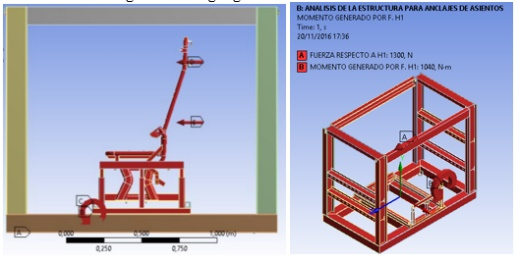 B: ANALISIS DE LA ESTRUCTURA PARA ANCLAJES DE ASIENTOS
MOMENTO GENERADO POR F. H1
Time: 1, s
20/11/2016 17:36
A FUERZA RESPECTO A H1: 1300, N
B MOMENTO GENERADO POR F. H1: 1040, N·m
A
C
A
0,000
0,500
1,000 (m)
0,250
0,750